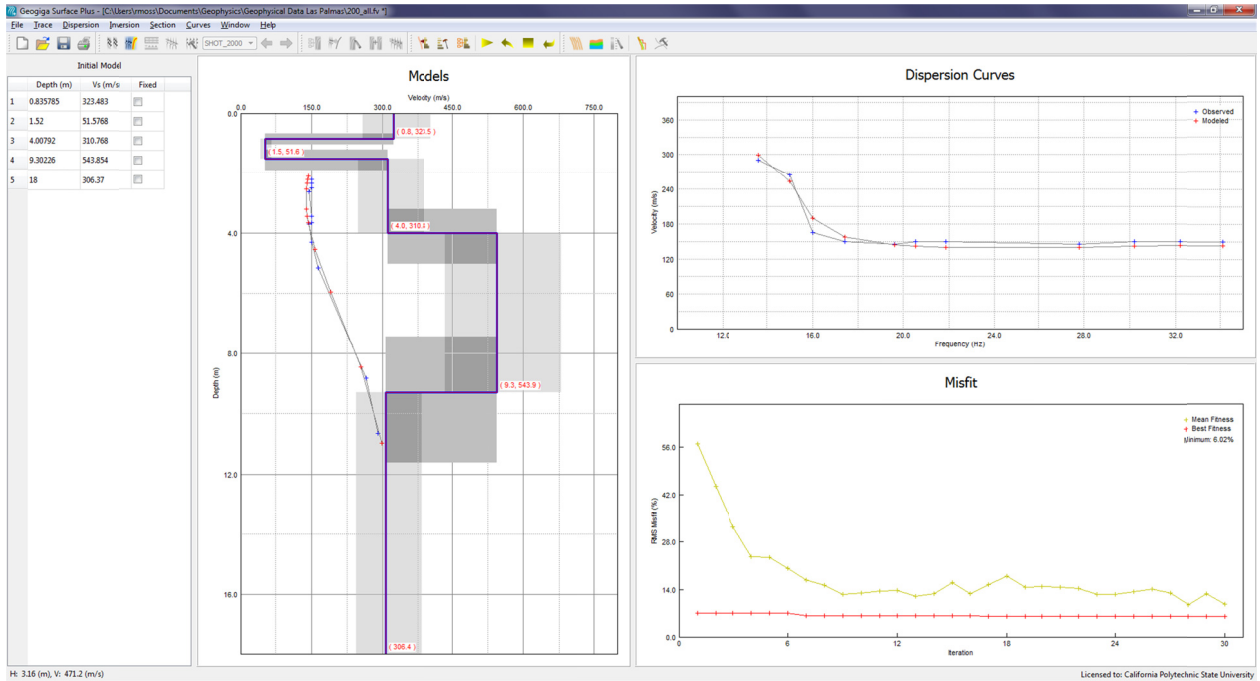 Geogiga Surface Plus - [C:\Users\rmoss\Documents\Geophysics\Geophysical Data Las Palmas\200_all.fv *]
File Trace Dispersion Inversion Section Curves Window Help
SHOT_2000
Initial Model
Depth (m) Vs (m/s Fixed
1 0.835785 323.483
2 1.52 51.5768
3 4.00792 310.768
4 9.30226 543.854
5 18 306.37
Models
Velocity (m/s)
0.0 150.0 300.0 450.0 600.0 750.0
0.0
4.0
8.0
12.0
16.0
Depth (m)
( 0.8, 323.5 )
( 1.5, 51.6 )
( 4.0, 310.8 )
( 9.3, 543.9 )
( 306.4 )
Dispersion Curves
Observed
Modeled
360
300
240
180
120
60
0
Velocity (m/s)
12.0 16.0 20.0 24.0 28.0 32.0
Frequency (Hz)
Misfit
Mean Fitness
Best Fitness
Minimum: 6.02%
56.0
42.0
28.0
14.0
0.0
RMS Misfit (%)
0 6 12 18 24 30
Iteration
H: 3.16 (m), V: 471.2 (m/s)
Licensed to: California Polytechnic State University